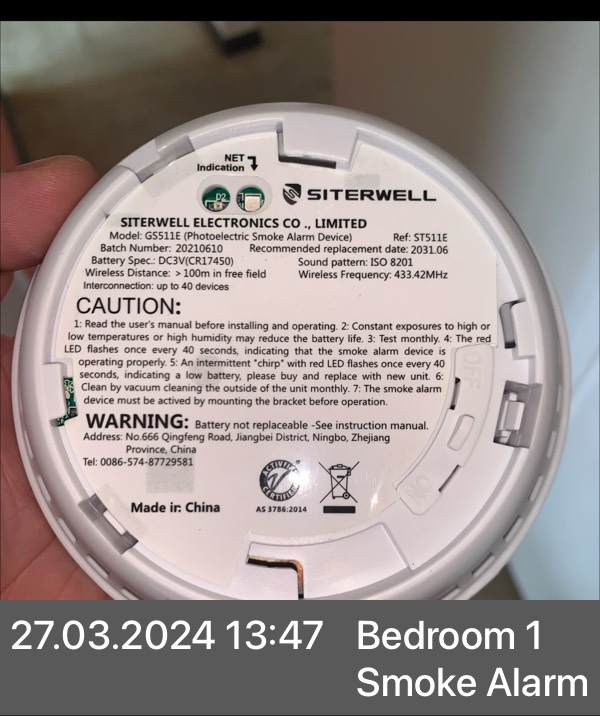 NET
Indication
D2
SITERWELL
SITERWELL ELECTRONICS CO ., LIMITED
Model: GS511E (Photoelectric Smoke Alarm Device) Ref: ST511E
Batch Number: 20210610 Recommended replacement date: 2031.06
Battery Spec.: DC3V(CR17450) Sound pattern: ISO 8201
Wireless Distance: > 100m in free field Wireless Frequency: 433.42MHz
Interconnection: up to 40 devices
CAUTION:
1: Read the user's manual before installing and operating. 2: Constant exposures to high or
low temperatures or high humidity may reduce the battery life. 3: Test monthly. 4: The red
LED flashes once every 40 seconds, indicating that the smoke alarm device is
operating properly. 5: An intermittent "chirp" with red LED flashes once every 40
seconds, indicating a low battery, please buy and replace with new unit. 6:
Clean by vacuum cleaning the outside of the unit monthly. 7: The smoke alarm
device must be actived by mounting the bracket before operation.
OFF
WARNING: Battery not replaceable -See instruction manual.
Address: No.666 Qingfeng Road, Jiangbei District, Ningbo, Zhejiang
Province, China
Tel: 0086-574-87729581
ACTIVFIRE
CERTIFIED
ON
Made in: China
AS 3786:2014
27.03.2024 13:47 Bedroom 1
Smoke Alarm